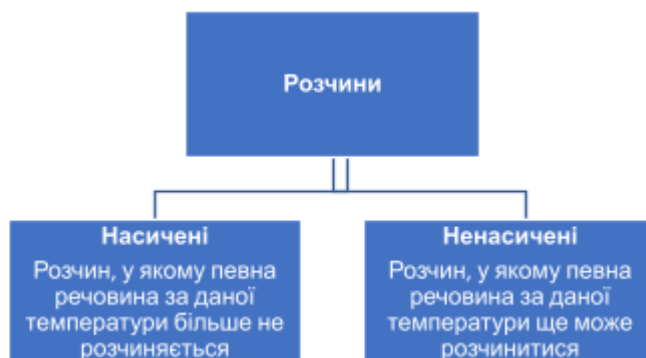 Розчини
Насичені
Розчин, у якому певна
речовина за даної
температури більше не
розчиняється
Ненасичені
Розчин, у якому певна
речовина за даної
температури ще може
розчинитися